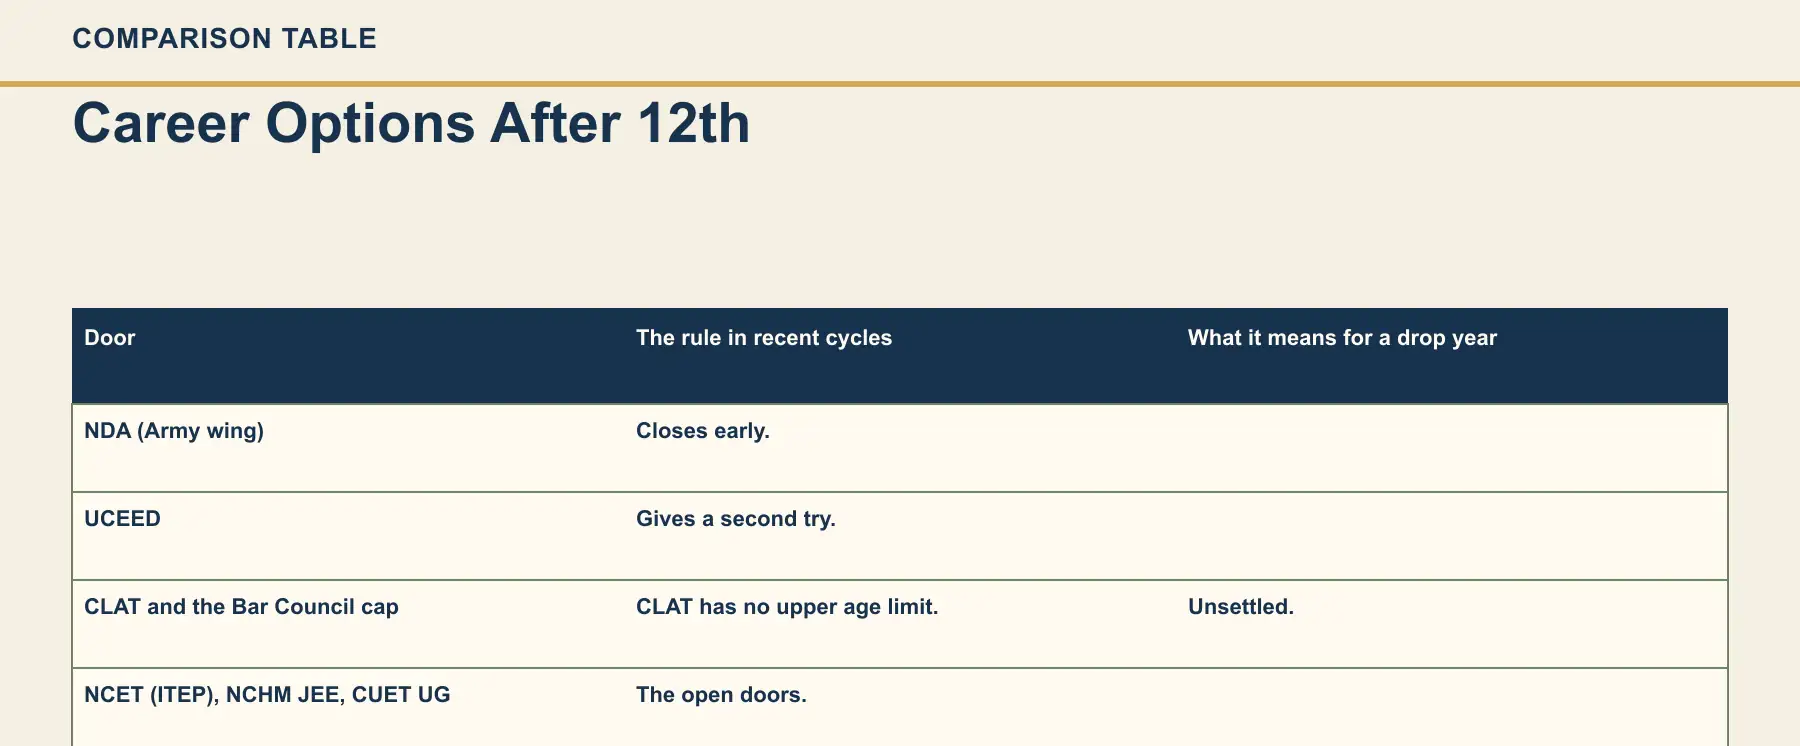 COMPARISON TABLE
Career Options After 12th
Door The rule in recent cycles What it means for a drop year
NDA (Army wing) Closes early.
UCEED Gives a second try.
CLAT and the Bar Council cap CLAT has no upper age limit. Unsettled.
NCET (ITEP), NCHM JEE, CUET UG The open doors.